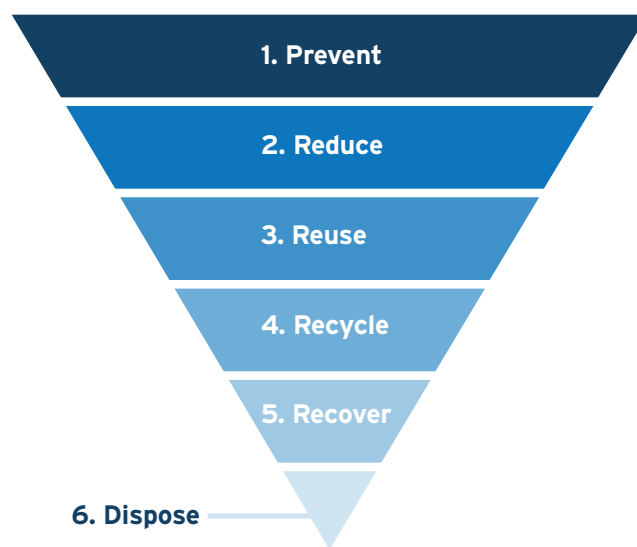 1. Prevent
2. Reduce
3. Reuse
4. Recycle
5. Recover
6. Dispose